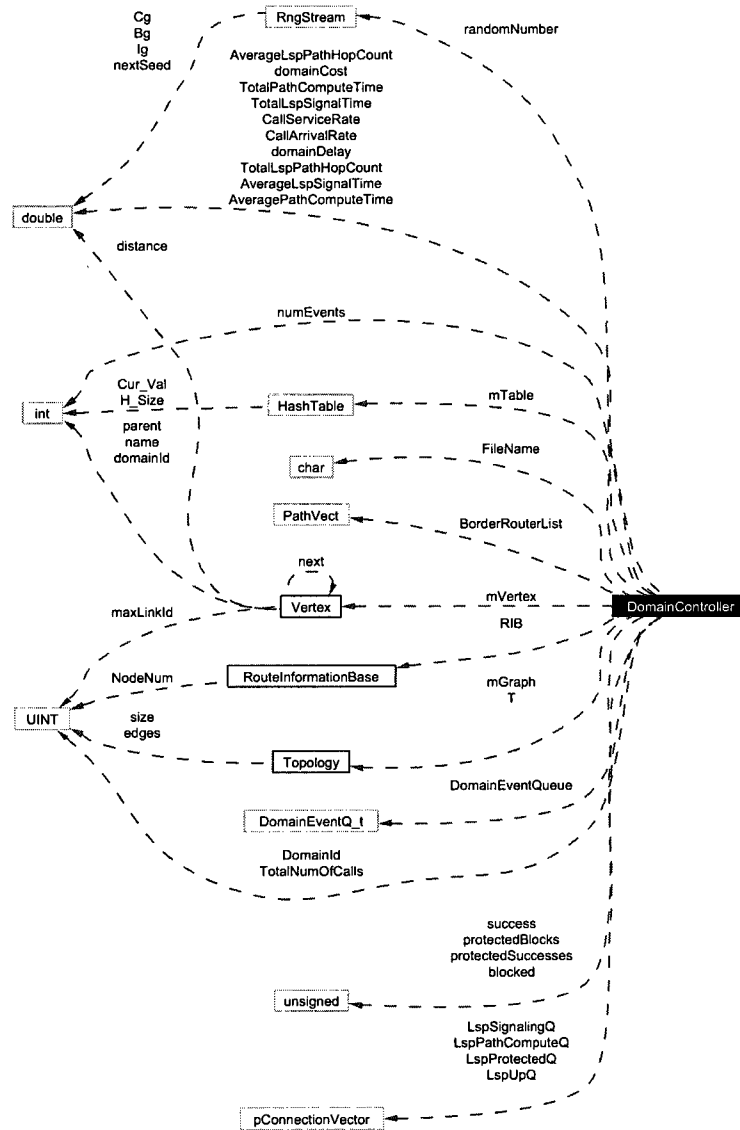 Cg
Bg
Ig
nextSeed
RngStream
randomNumber
AverageLspPathHopCount
domainCost
TotalPathComputeTime
TotalLspSignalTime
CallServiceRate
CallArrivalRate
domainDelay
TotalLspPathHopCount
AverageLspSignalTime
AveragePathComputeTime
double
distance
numEvents
Cur_Val
H_Size
int
HashTable
mTable
parent
name
domainId
char
FileName
PathVect
BorderRouterList
next
Vertex
mVertex
DomainController
maxLinkId
RIB
NodeNum
RouteInformationBase
mGraph
T
UINT
size
edges
Topology
DomainEventQueue
DomainEventQ_t
DomainId
TotalNumOfCalls
success
protectedBlocks
protectedSuccesses
blocked
unsigned
LspSignalingQ
LspPathComputeQ
LspProtectedQ
LspUpQ
pConnectionVector